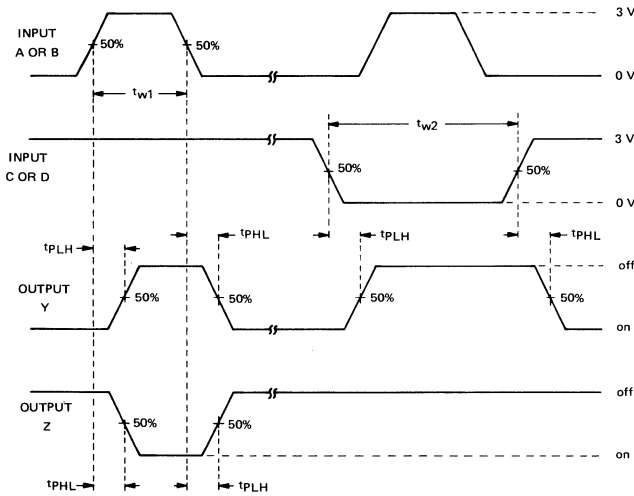 INPUT
A OR B
50%
50%
3 V
0 V
tw1
INPUT
C OR D
tw2
50%
50%
3 V
0 V
tPLH
tPHL
tPLH
tPHL
OUTPUT
Y
50%
50%
50%
50%
off
on
OUTPUT
Z
50%
50%
off
on
tPHL
tPLH